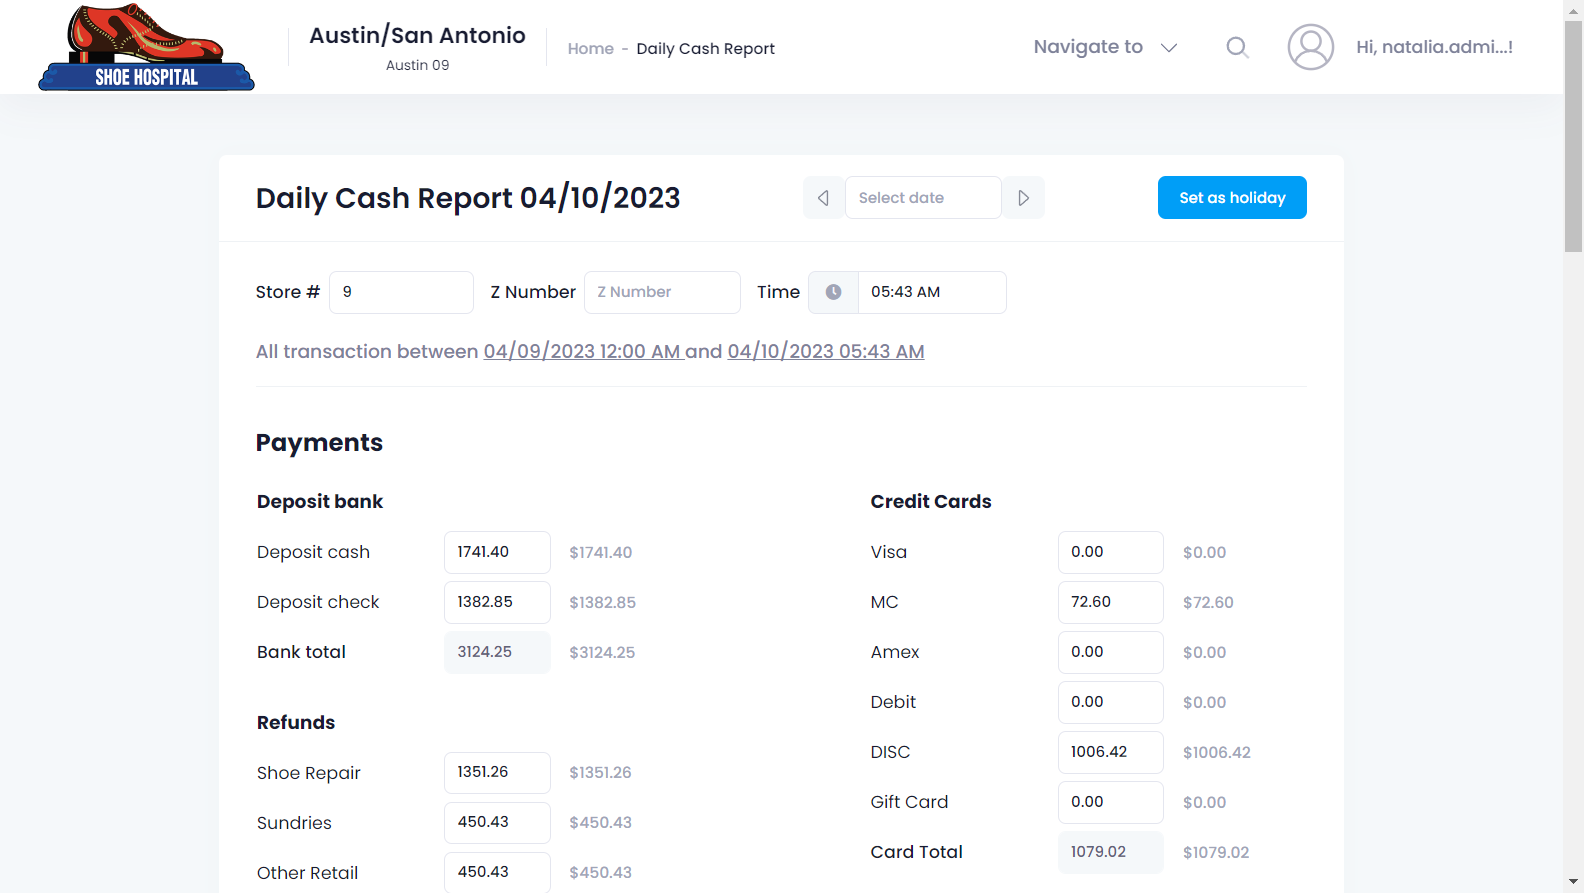 SHOE HOSPITAL
Austin/San Antonio
Austin 09
Home - Daily Cash Report
Navigate to
Hi, natalia.admi...!
Daily Cash Report 04/10/2023
Select date
Set as holiday
Store # 9 Z Number Z Number Time 05:43 AM
All transaction between 04/09/2023 12:00 AM and 04/10/2023 05:43 AM
Payments
Deposit bank
Deposit cash 1741.40 $1741.40
Deposit check 1382.85 $1382.85
Bank total 3124.25 $3124.25
Refunds
Shoe Repair 1351.26 $1351.26
Sundries 450.43 $450.43
Other Retail 450.43 $450.43
Credit Cards
Visa 0.00 $0.00
MC 72.60 $72.60
Amex 0.00 $0.00
Debit 0.00 $0.00
DISC 1006.42 $1006.42
Gift Card 0.00 $0.00
Card Total 1079.02 $1079.02